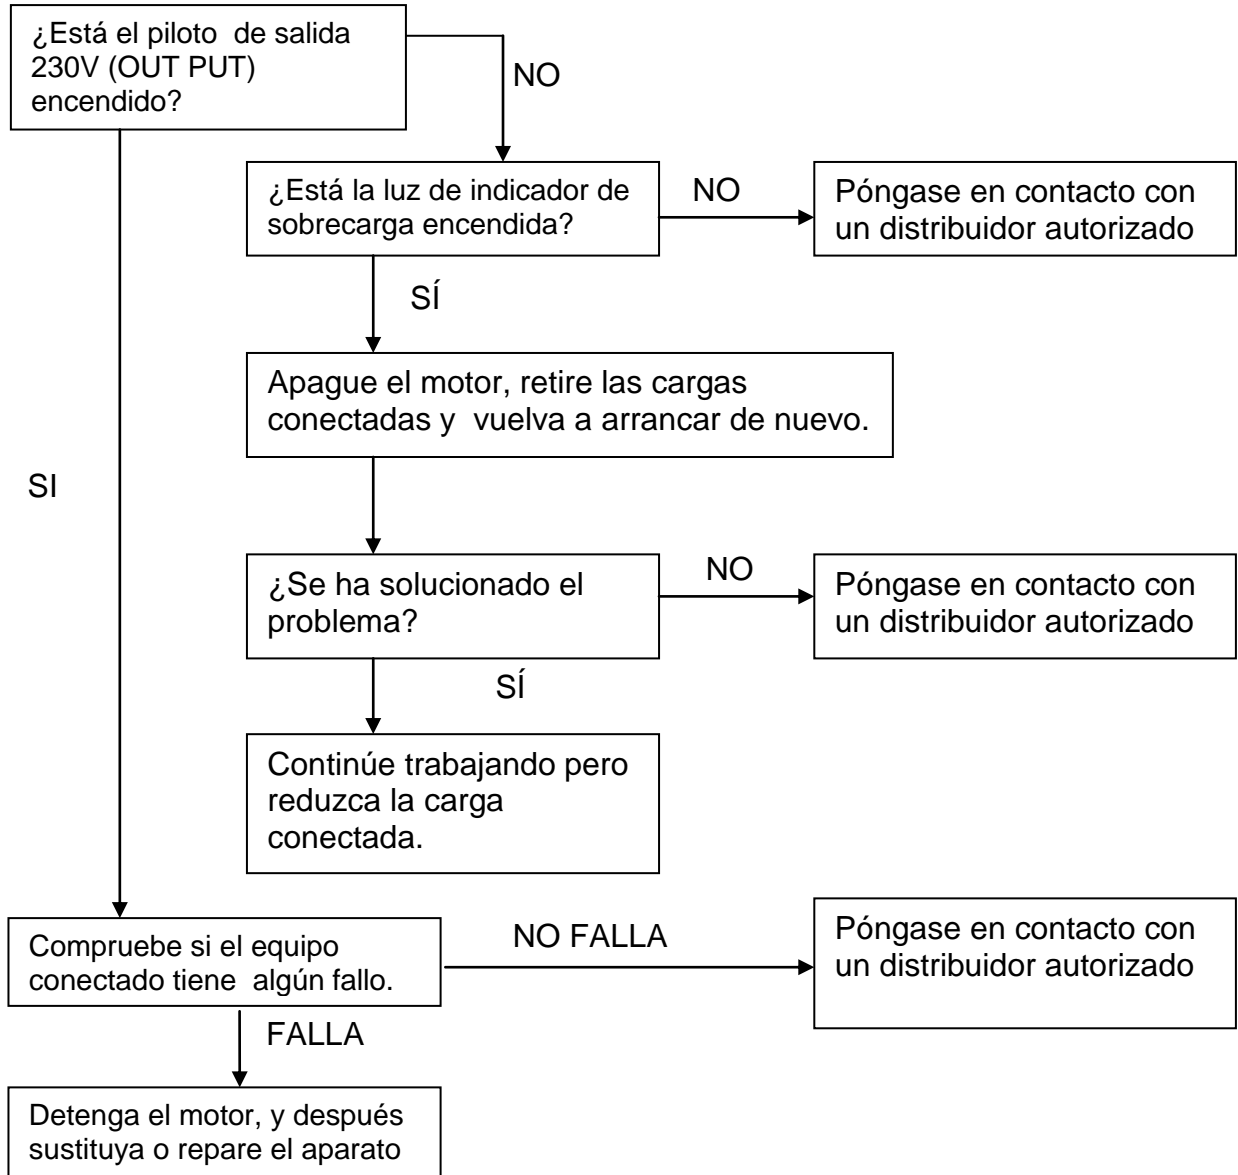 ¿Está el piloto  de salida
230V (OUT PUT)
encendido?
NO
¿Está la luz de indicador de
sobrecarga encendida?
NO
Póngase en contacto con
un distribuidor autorizado
SÍ
Apague el motor, retire las cargas
conectadas y  vuelva a arrancar de nuevo.
SI
¿Se ha solucionado el
problema?
NO
Póngase en contacto con
un distribuidor autorizado
SÍ
Continúe trabajando pero
reduzca la carga
conectada.
Compruebe si el equipo
conectado tiene  algún fallo.
NO FALLA
Póngase en contacto con
un distribuidor autorizado
FALLA
Detenga el motor, y después
sustituya o repare el aparato